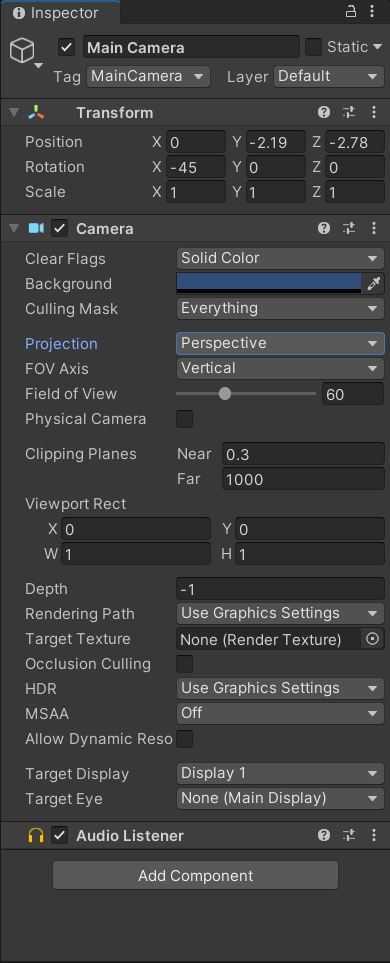 Inspector
Main Camera Static
Tag MainCamera Layer Default
Transform
Position X 0 Y -2.19 Z -2.78
Rotation X -45 Y 0 Z 0
Scale X 1 Y 1 Z 1
Camera
Clear Flags Solid Color
Background
Culling Mask Everything
Projection Perspective
FOV Axis Vertical
Field of View 60
Physical Camera
Clipping Planes Near 0.3
Far 1000
Viewport Rect
X 0 Y 0
W 1 H 1
Depth -1
Rendering Path Use Graphics Settings
Target Texture None (Render Texture)
Occlusion Culling
HDR Use Graphics Settings
MSAA Off
Allow Dynamic Reso
Target Display Display 1
Target Eye None (Main Display)
Audio Listener
Add Component